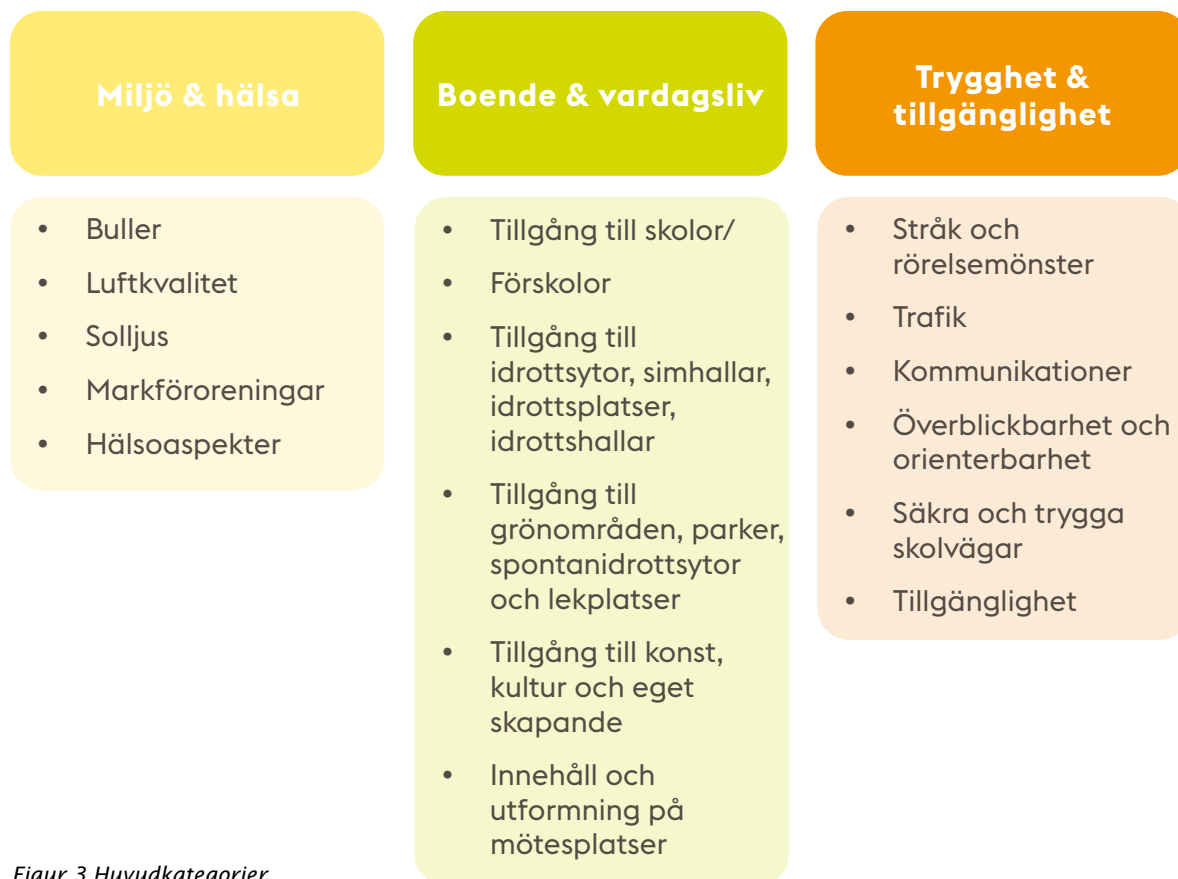 Miljö & hälsa
• Buller
• Luftkvalitet
• Solljus
• Markföroreningar
• Hälsoaspekter
Boende & vardagsliv
• Tillgång till skolor/
• Förskolor
• Tillgång till
idrottsytor, simhallar,
idrottsplatser,
idrottshallar
• Tillgång till
grönområden, parker,
spontanidrottsytor
och lekplatser
• Tillgång till konst,
kultur och eget
skapande
• Innehåll och
utformning på
mötesplatser
Trygghet &
tillgänglighet
• Stråk och
rörelsemönster
• Trafik
• Kommunikationer
• Överblickbarhet och
orienterbarhet
• Säkra och trygga
skolvägar
• Tillgänglighet
Figur 3 Huvudkategorier